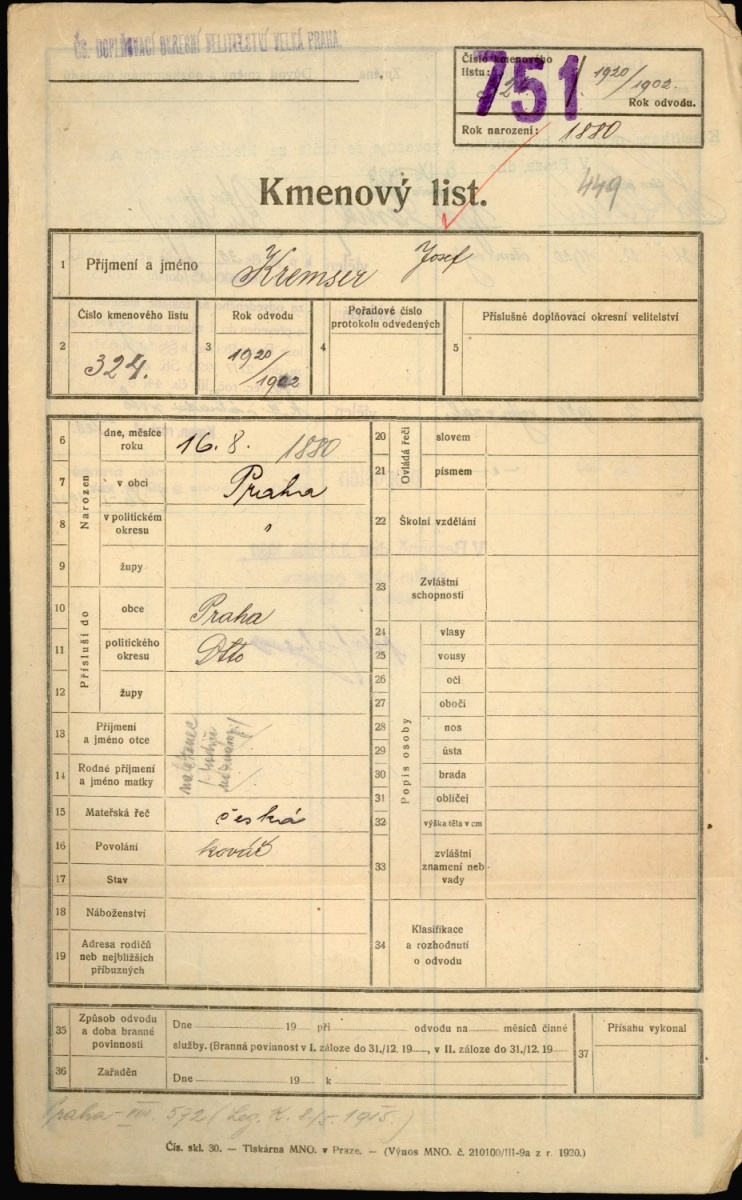 ČS. DOPLŇOVACÍ OKRESNÍ VELITELSTVÍ VELKÁ PRAHA.
Číslo kmenového
listu:
751
1920/1902.
Rok odvodu.
Rok narození: 1880
449
Kmenový list.
1 Příjmení a jméno Kremser Josef
2 Číslo kmenového listu 324.
3 Rok odvodu 1920/1902
4 Pořadové číslo protokolu odvedených
5 Příslušné doplňovací okresní velitelství
Narozen
6 dne, měsíce roku 16. 8. 1880
7 v obci Praha
8 v politickém okresu "
9 župy
Přísluší do
10 obce Praha
11 politického okresu Dtto
12 župy
13 Příjmení a jméno otce
14 Rodné příjmení a jméno matky
15 Mateřská řeč česká
16 Povolání kovář
17 Stav
18 Náboženství
19 Adresa rodičů neb nejbližších příbuzných
Ovládá řeči
20 slovem
21 písmem
22 Školní vzdělání
23 Zvláštní schopnosti
Popis osoby
24 vlasy
25 vousy
26 oči
27 obočí
28 nos
29 ústa
30 brada
31 obličej
32 výška těla v cm
33 zvláštní znamení neb vady
34 Klasifikace a rozhodnutí o odvodu
35 Způsob odvodu a doba branné povinnosti
Dne 19 při odvodu na měsíců činné
služby. (Branná povinnost v I. záloze do 31./12. 19 , v II. záloze do 31./12. 19
36 Zařaděn
Dne 19 k
37 Přísahu vykonal
Praha-III. 572 (Leg. K. 2/5. 1915.)
Čís. skl. 30. — Tiskárna MNO. v Praze. — (Výnos MNO. č. 210100/III-9a z r. 1920.)